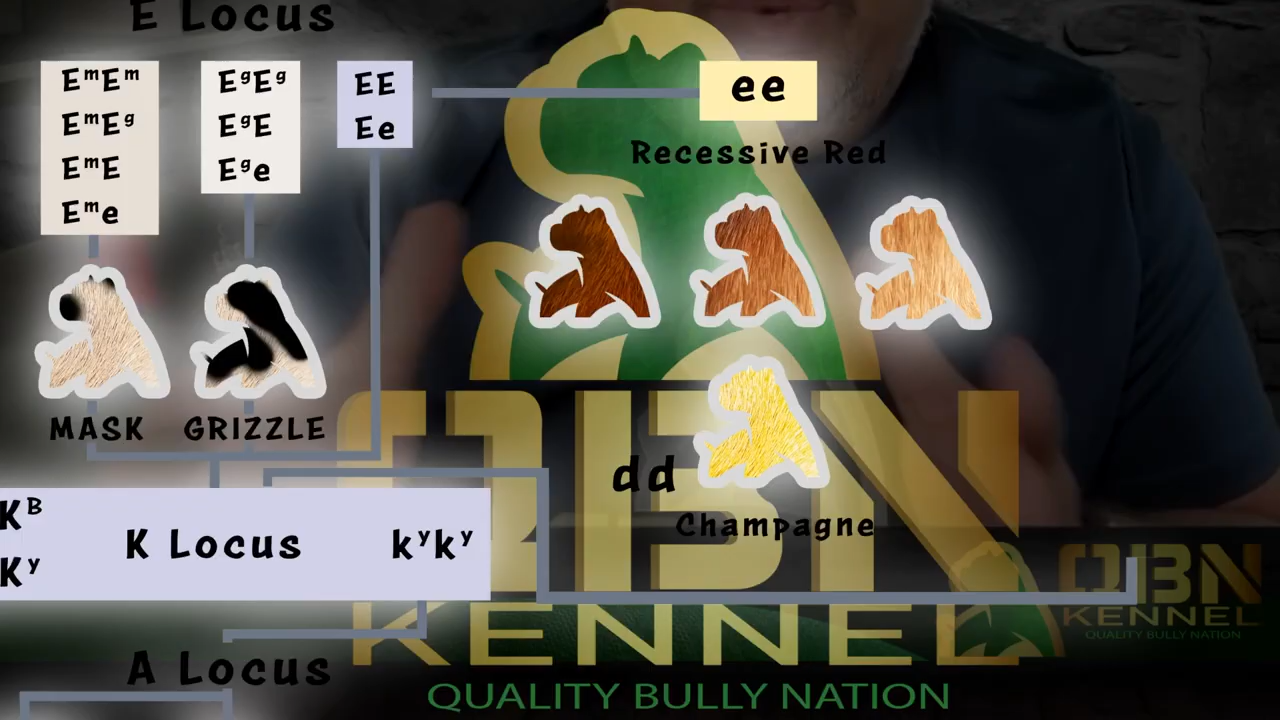 E Locus
EᵐEᵐ
EᵐEᵍ
EᵐE
Eᵐe
EᵍEᵍ
EᵍE
Eᵍe
EE
Ee
ee
Recessive Red
MASK
GRIZZLE
dd
Champagne
Kᴮ
Kʸ
K Locus
kʸkʸ
A Locus
QBN
KENNEL
QUALITY BULLY NATION
QBN
KENNEL
QUALITY BULLY NATION